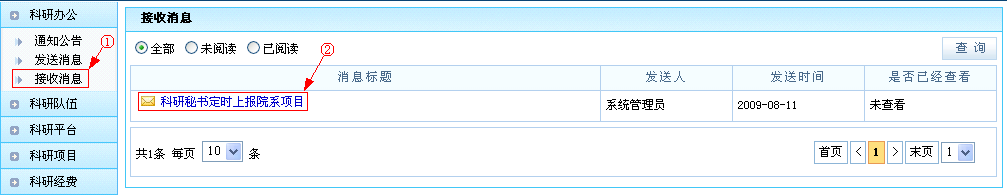 科研办公
通知公告
①
发送消息
接收消息
科研队伍
科研平台
科研项目
科研经费
接收消息
全部 未阅读 已阅读 ② 查 询
消息标题 发送人 发送时间 是否已经查看
科研秘书定时上报院系项目 系统管理员 2009-08-11 未查看
共1条 每页 10 条 首页 < 1 > 末页 1